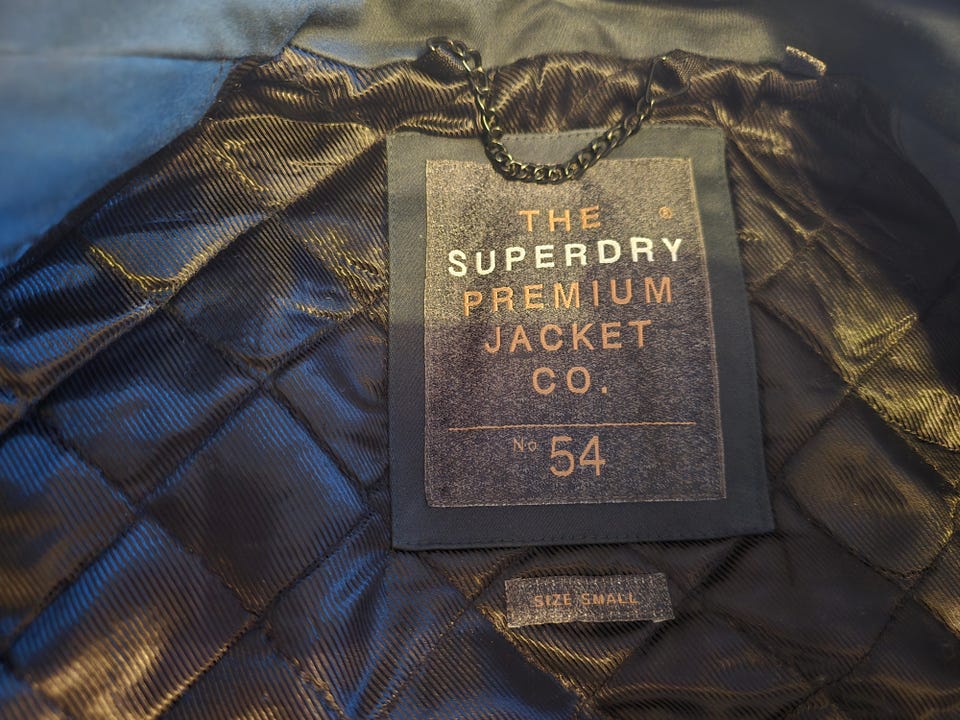 THE ®
SUPERDRY
PREMIUM
JACKET
CO.
No 54
SIZE SMALL